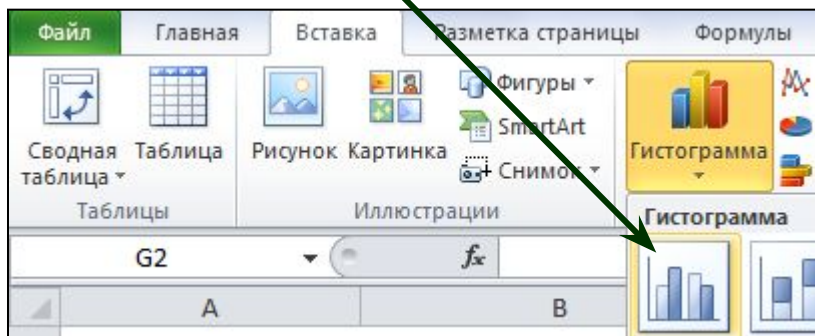 Файл Главная Вставка Разметка страницы Формулы
Сводная таблица Таблица Рисунок Картинка Фигуры SmartArt Снимок Гистограмма
Таблицы Иллюстрации Гистограмма
G2 fx
A B